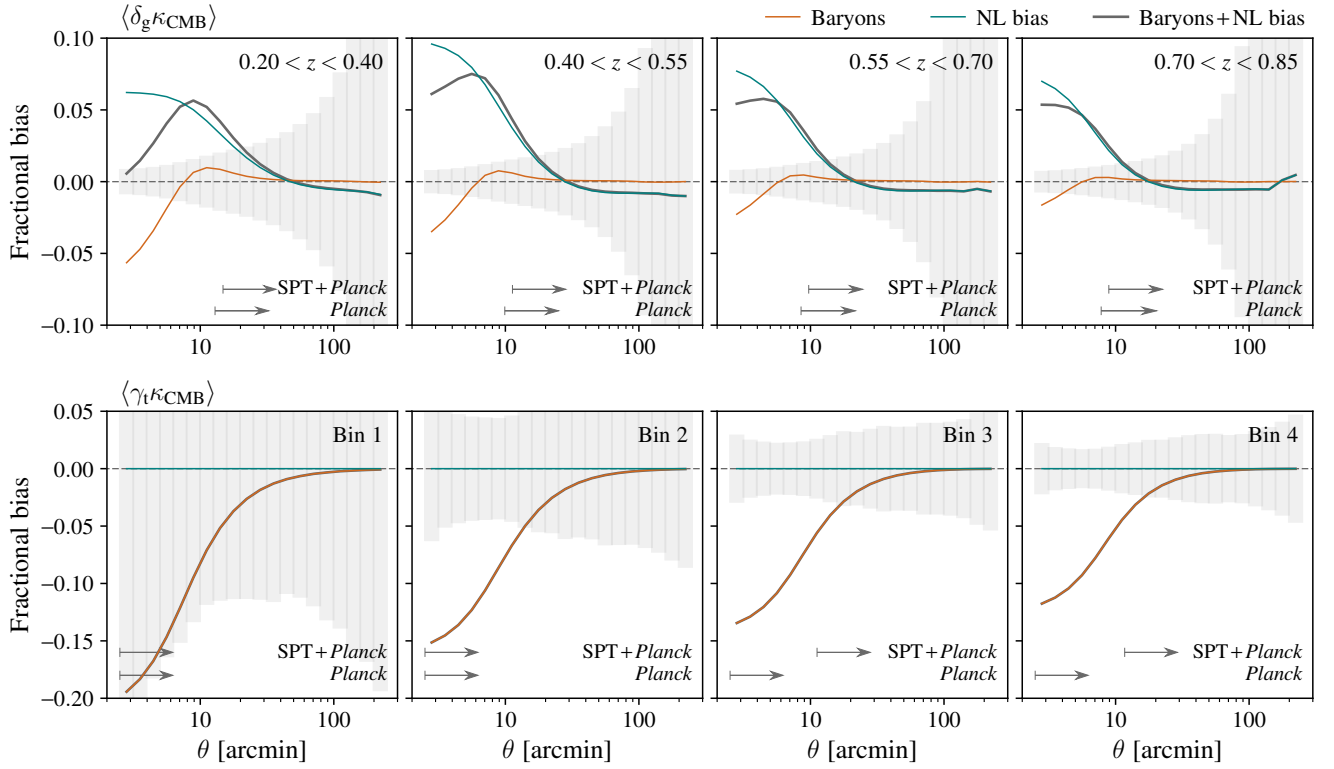 ⟨δgκCMB⟩
Baryons NL bias Baryons+NL bias
Fractional bias
0.10
0.05
0.00
−0.05
−0.10
0.20 < z < 0.40
SPT+Planck
Planck
10 100
0.40 < z < 0.55
SPT+Planck
Planck
10 100
0.55 < z < 0.70
SPT+Planck
Planck
10 100
0.70 < z < 0.85
SPT+Planck
Planck
10 100
⟨γtκCMB⟩
Fractional bias
0.05
0.00
−0.05
−0.10
−0.15
−0.20
Bin 1
SPT+Planck
Planck
10 100
θ [arcmin]
Bin 2
SPT+Planck
Planck
10 100
θ [arcmin]
Bin 3
SPT+Planck
Planck
10 100
θ [arcmin]
Bin 4
SPT+Planck
Planck
10 100
θ [arcmin]